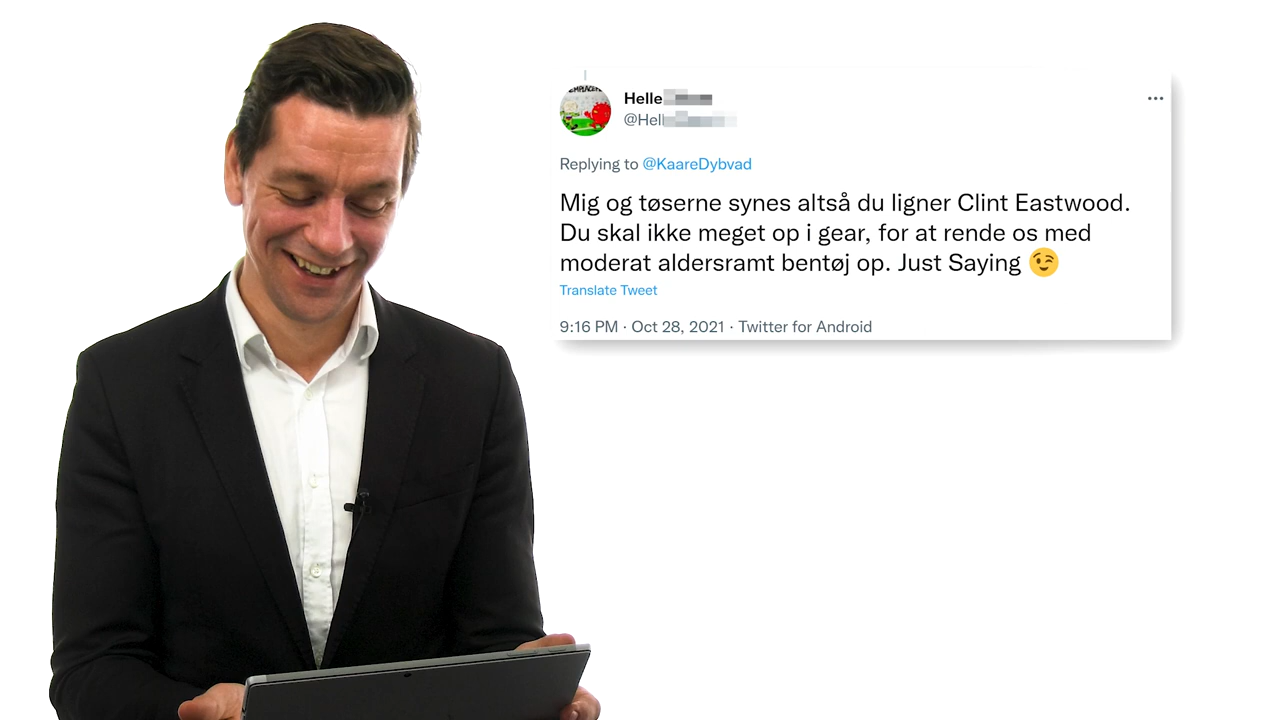 Helle
@Hell
Replying to @KaareDybvad
Mig og tøserne synes altså du ligner Clint Eastwood.
Du skal ikke meget op i gear, for at rende os med
moderat aldersramt bentøj op. Just Saying 😉
Translate Tweet
9:16 PM · Oct 28, 2021 · Twitter for Android